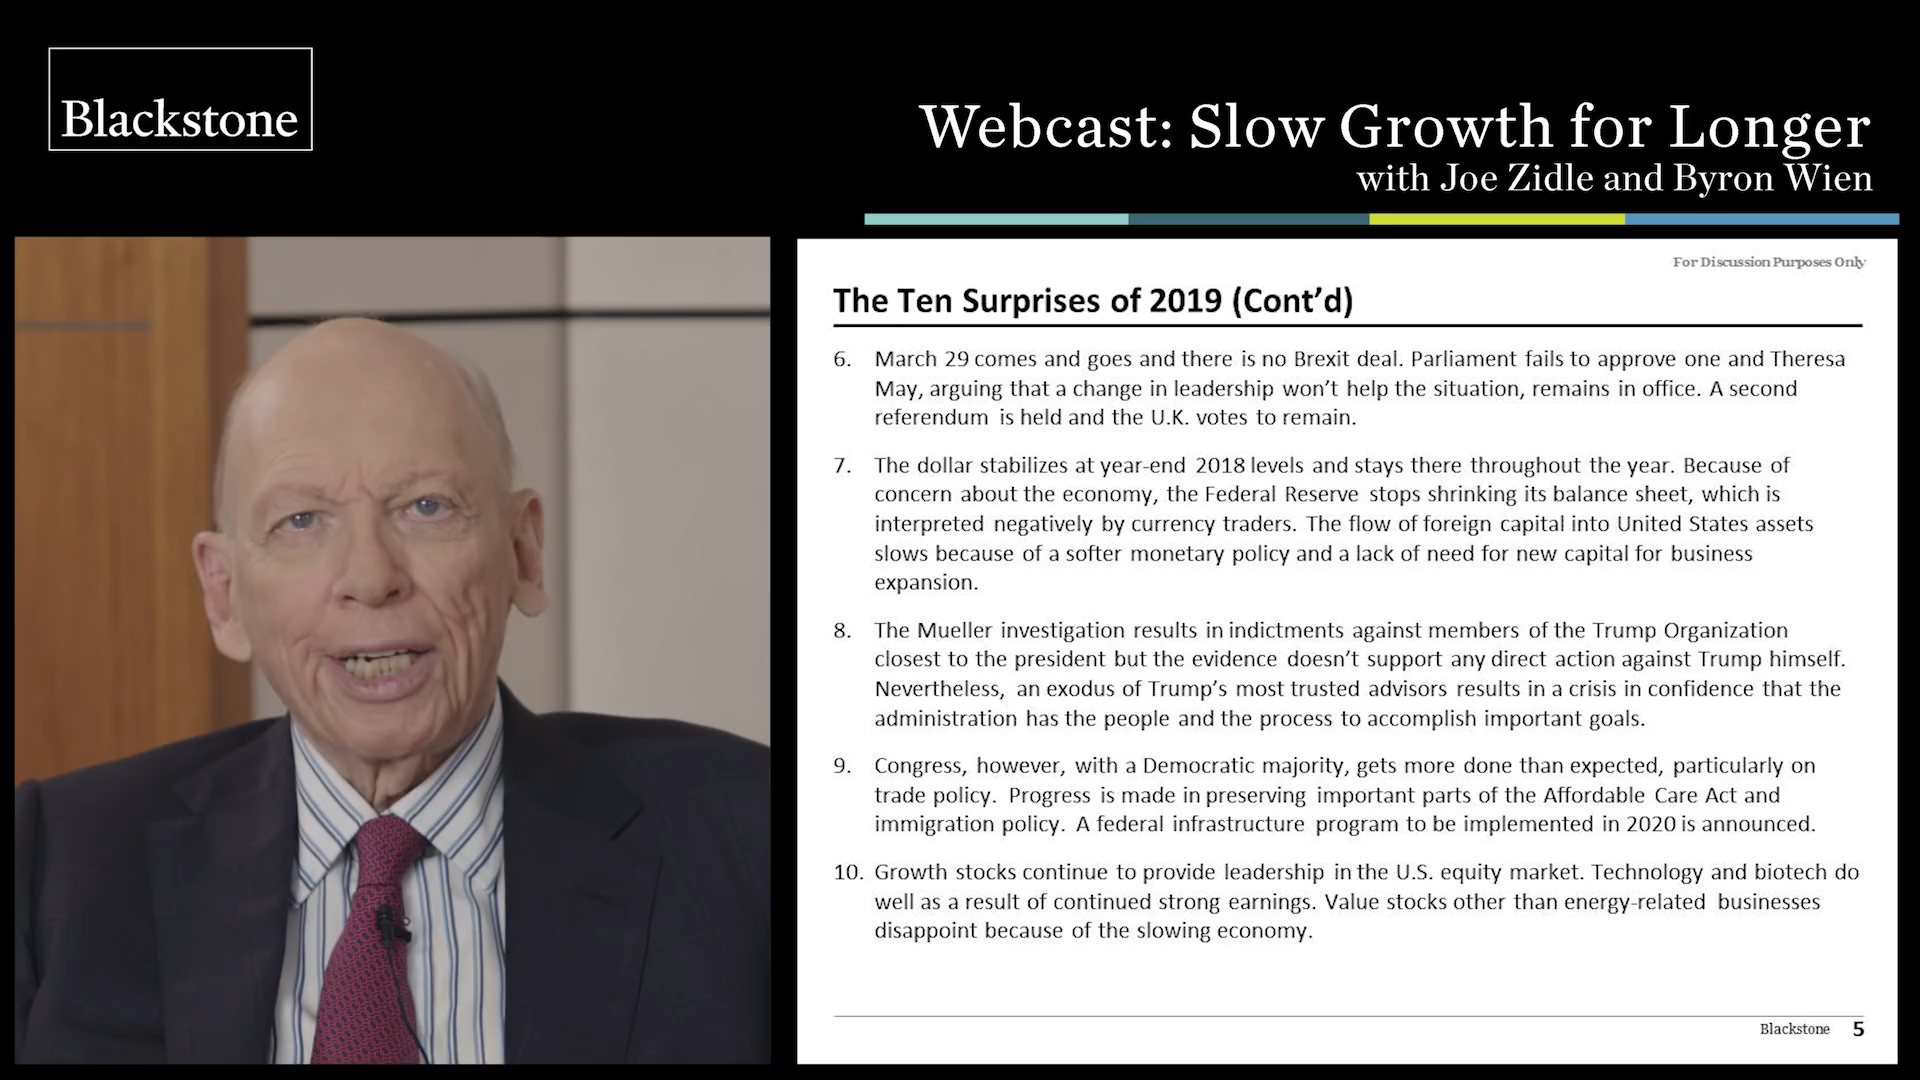 Blackstone
Webcast: Slow Growth for Longer
with Joe Zidle and Byron Wien
For Discussion Purposes Only
The Ten Surprises of 2019 (Cont’d)
6. March 29 comes and goes and there is no Brexit deal. Parliament fails to approve one and Theresa
May, arguing that a change in leadership won’t help the situation, remains in office. A second
referendum is held and the U.K. votes to remain.
7. The dollar stabilizes at year-end 2018 levels and stays there throughout the year. Because of
concern about the economy, the Federal Reserve stops shrinking its balance sheet, which is
interpreted negatively by currency traders. The flow of foreign capital into United States assets
slows because of a softer monetary policy and a lack of need for new capital for business
expansion.
8. The Mueller investigation results in indictments against members of the Trump Organization
closest to the president but the evidence doesn’t support any direct action against Trump himself.
Nevertheless, an exodus of Trump’s most trusted advisors results in a crisis in confidence that the
administration has the people and the process to accomplish important goals.
9. Congress, however, with a Democratic majority, gets more done than expected, particularly on
trade policy. Progress is made in preserving important parts of the Affordable Care Act and
immigration policy. A federal infrastructure program to be implemented in 2020 is announced.
10. Growth stocks continue to provide leadership in the U.S. equity market. Technology and biotech do
well as a result of continued strong earnings. Value stocks other than energy-related businesses
disappoint because of the slowing economy.
Blackstone 5